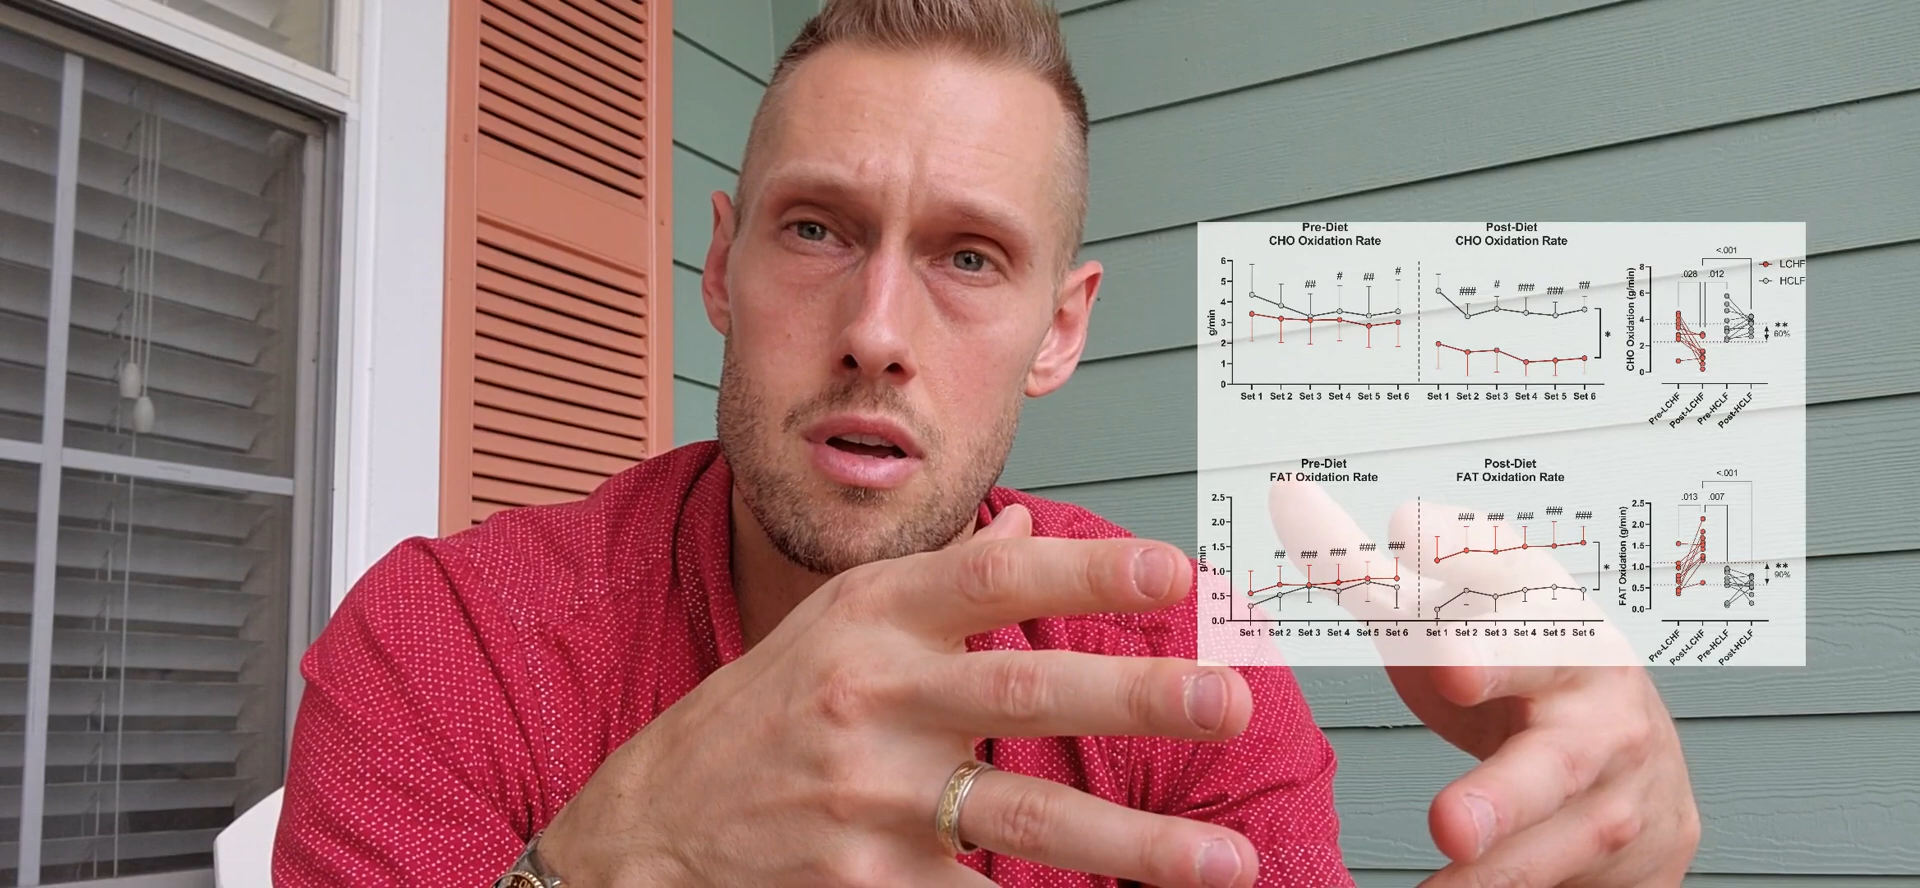 Pre-Diet
CHO Oxidation Rate
Post-Diet
CHO Oxidation Rate
<.001
.028 .012
LCHF
HCLF
6
5
4
3
2
1
0
g/min
##
#
##
#
###
#
###
###
##
*
Set 1 Set 2 Set 3 Set 4 Set 5 Set 6
Set 1 Set 2 Set 3 Set 4 Set 5 Set 6
CHO Oxidation (g/min)
8
6
4
2
0
**
60%
Pre-LCHF
Post-LCHF
Pre-HCLF
Post-HCLF
Pre-Diet
FAT Oxidation Rate
Post-Diet
FAT Oxidation Rate
<.001
.013 .007
2.5
2.0
1.5
1.0
0.5
0.0
g/min
##
###
###
###
###
###
###
###
###
###
*
Set 1 Set 2 Set 3 Set 4 Set 5 Set 6
Set 1 Set 2 Set 3 Set 4 Set 5 Set 6
FAT Oxidation (g/min)
2.5
2.0
1.5
1.0
0.5
0.0
**
90%
Pre-LCHF
Post-LCHF
Pre-HCLF
Post-HCLF